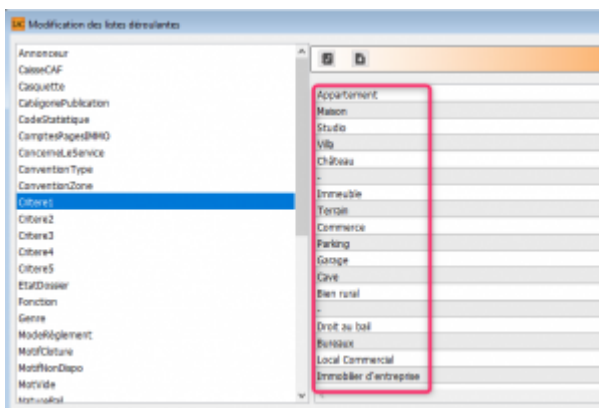 Modification des listes déroulantes
Annonceur
CaisseCAF
Casquette
CatégoriePublication
CodeStatistique
ComptesPagesIMMO
ConcerneLeService
ConventionType
ConventionZone
Critere1
Critere2
Critere3
Critere4
Critere5
EtatDossier
Fonction
Genre
ModeRèglement
MotifCloture
MotifNonDispo
MotVide
NatureBail
Appartement
Maison
Studio
Villa
Château
-
Immeuble
Terrain
Commerce
Parking
Garage
Cave
Bien rural
-
Droit au bail
Bureaux
Local Commercial
Immobilier d'entreprise